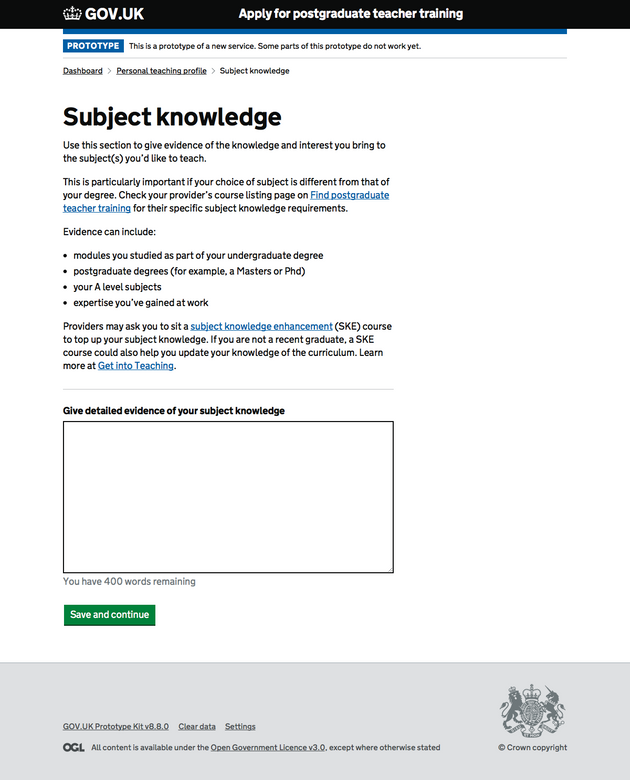 GOV.UK Apply for postgraduate teacher training
PROTOTYPE This is a prototype of a new service. Some parts of this prototype do not work yet.
Dashboard > Personal teaching profile > Subject knowledge
Subject knowledge
Use this section to give evidence of the knowledge and interest you bring to
the subject(s) you’d like to teach.
This is particularly important if your choice of subject is different from that of
your degree. Check your provider’s course listing page on Find postgraduate
teacher training for their specific subject knowledge requirements.
Evidence can include:
• modules you studied as part of your undergraduate degree
• postgraduate degrees (for example, a Masters or Phd)
• your A level subjects
• expertise you’ve gained at work
Providers may ask you to sit a subject knowledge enhancement (SKE) course
to top up your subject knowledge. If you are not a recent graduate, a SKE
course could also help you update your knowledge of the curriculum. Learn
more at Get into Teaching.
Give detailed evidence of your subject knowledge
You have 400 words remaining
Save and continue
GOV.UK Prototype Kit v8.8.0 Clear data Settings
OGL All content is available under the Open Government Licence v3.0, except where otherwise stated
© Crown copyright